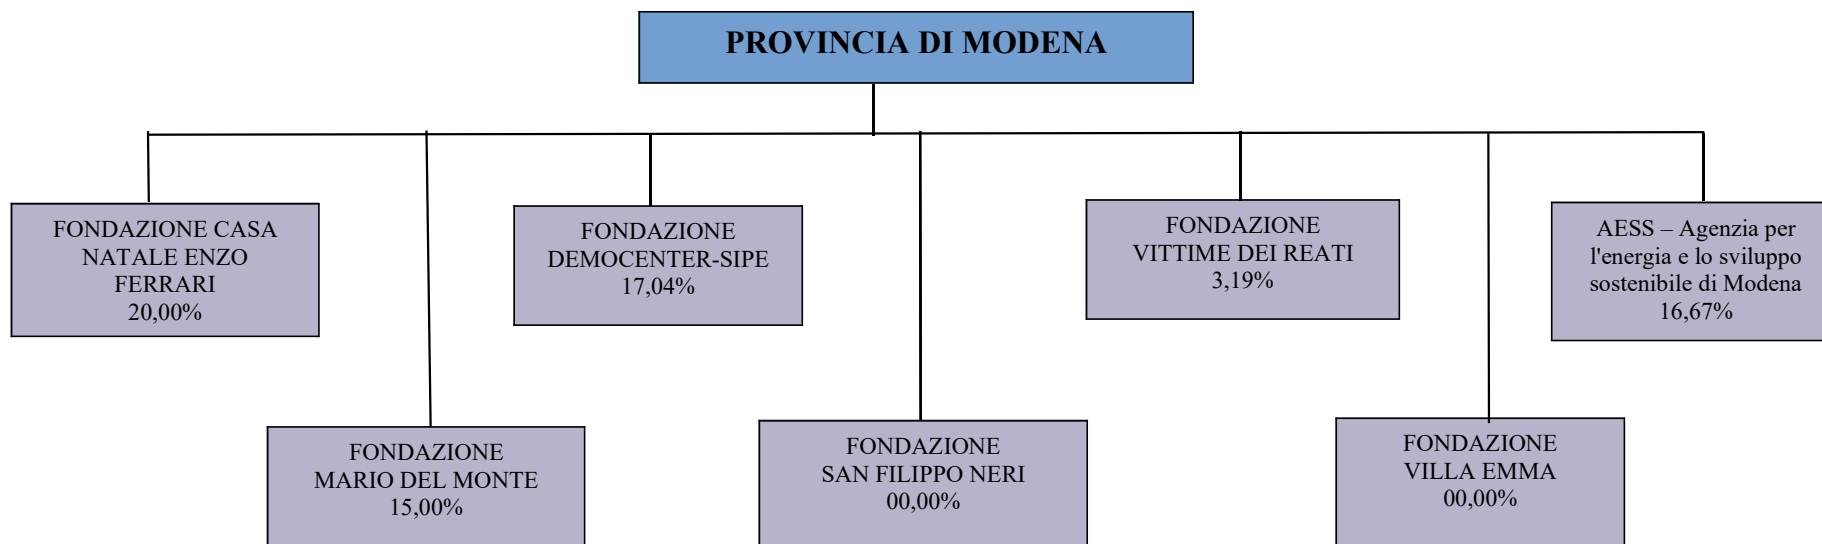 PROVINCIA DI MODENA
FONDAZIONE CASA
NATALE ENZO
FERRARI
20,00%
FONDAZIONE
DEMOCENTER-SIPE
17,04%
FONDAZIONE
VITTIME DEI REATI
3,19%
AESS – Agenzia per
l'energia e lo sviluppo
sostenibile di Modena
16,67%
FONDAZIONE
MARIO DEL MONTE
15,00%
FONDAZIONE
SAN FILIPPO NERI
00,00%
FONDAZIONE
VILLA EMMA
00,00%